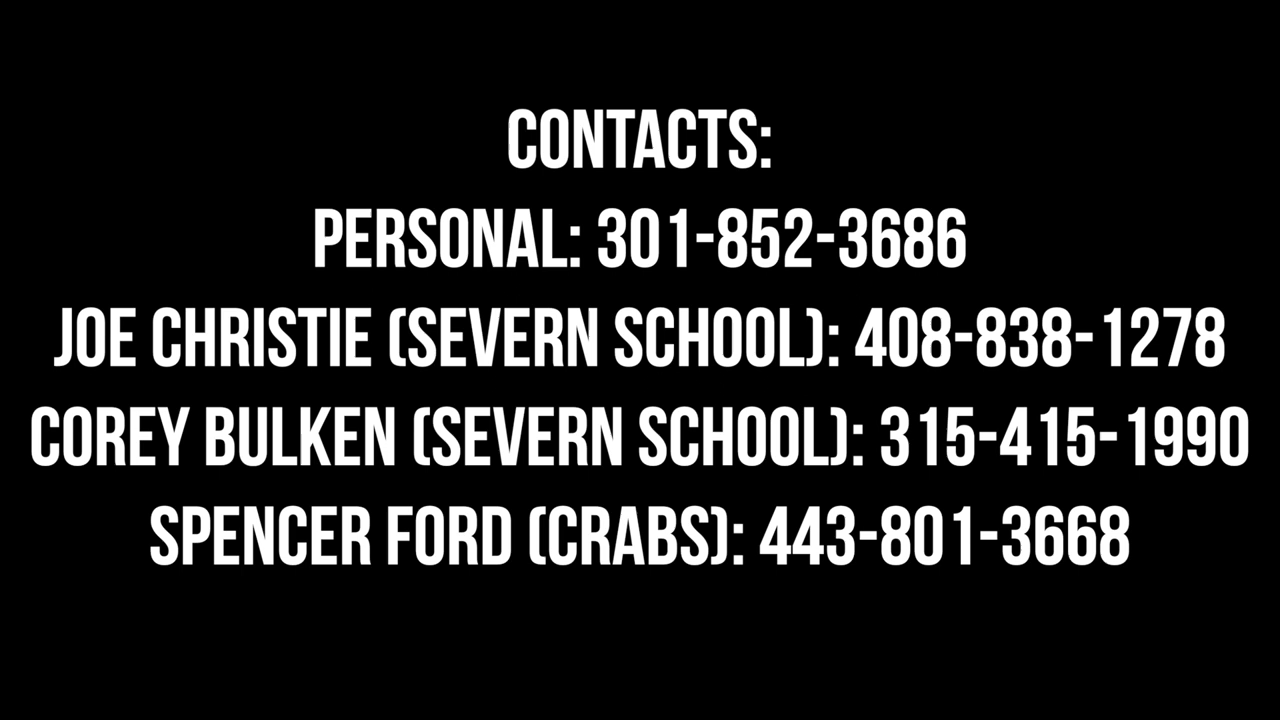 CONTACTS:
PERSONAL: 301-852-3686
JOE CHRISTIE (SEVERN SCHOOL): 408-838-1278
COREY BULKEN (SEVERN SCHOOL): 315-415-1990
SPENCER FORD (CRABS): 443-801-3668